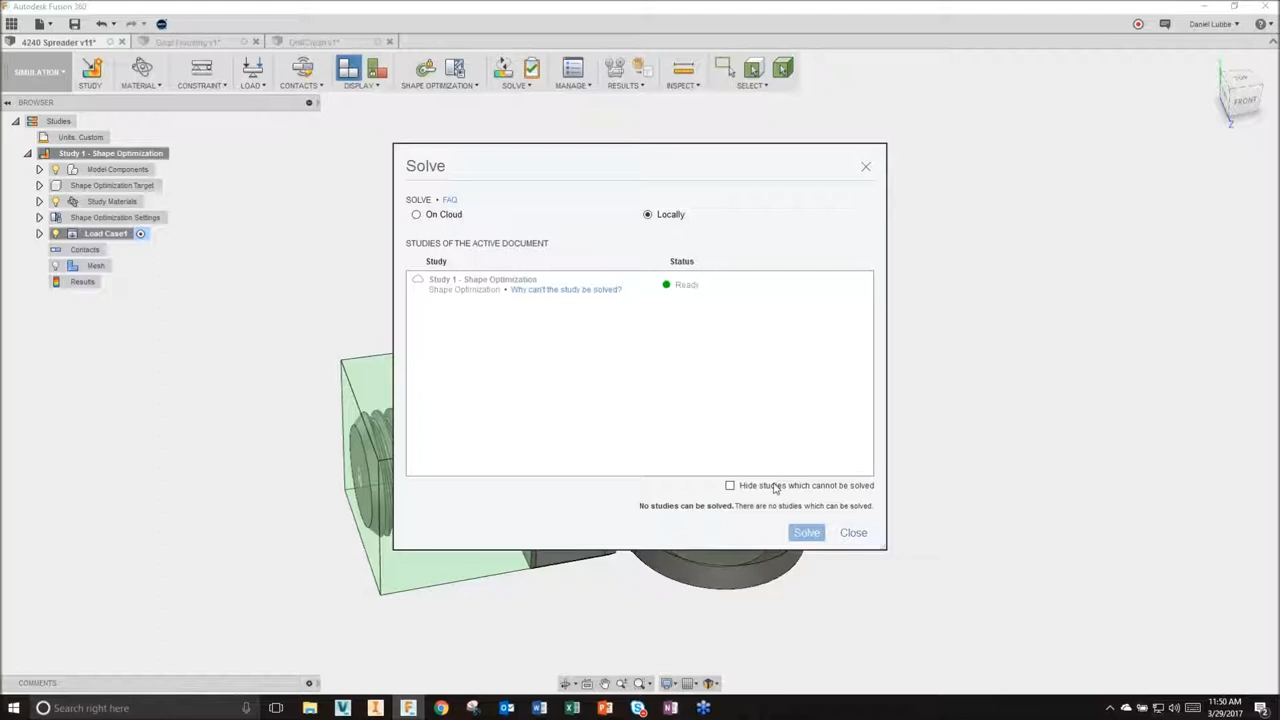 Autodesk Fusion 360
Daniel Lubbe
4240 Spreader v11*
SIMULATION
STUDY
MATERIAL
CONSTRAINT
LOAD
CONTACTS
DISPLAY
SHAPE OPTIMIZATION
SOLVE
MANAGE
RESULTS
INSPECT
SELECT
BROWSER
FRONT
Z
Studies
Units: Custom
Study 1 - Shape Optimization
Model Components
Shape Optimization Target
Study Materials
Shape Optimization Settings
Load Case1
Contacts
Mesh
Results
Solve
SOLVE • FAQ
On Cloud
Locally
STUDIES OF THE ACTIVE DOCUMENT
Study
Status
Study 1 - Shape Optimization
Shape Optimization • Why can't the study be solved?
Ready
Hide studies which cannot be solved
No studies can be solved. There are no studies which can be solved.
Solve
Close
COMMENTS
Search right here
11:50 AM
3/29/2017